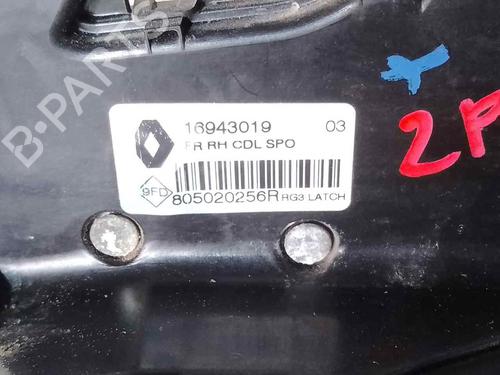 B-PARTS
16943019 03
FR RH CDL SPO
9FD
805020256R RG3 LATCH
2P